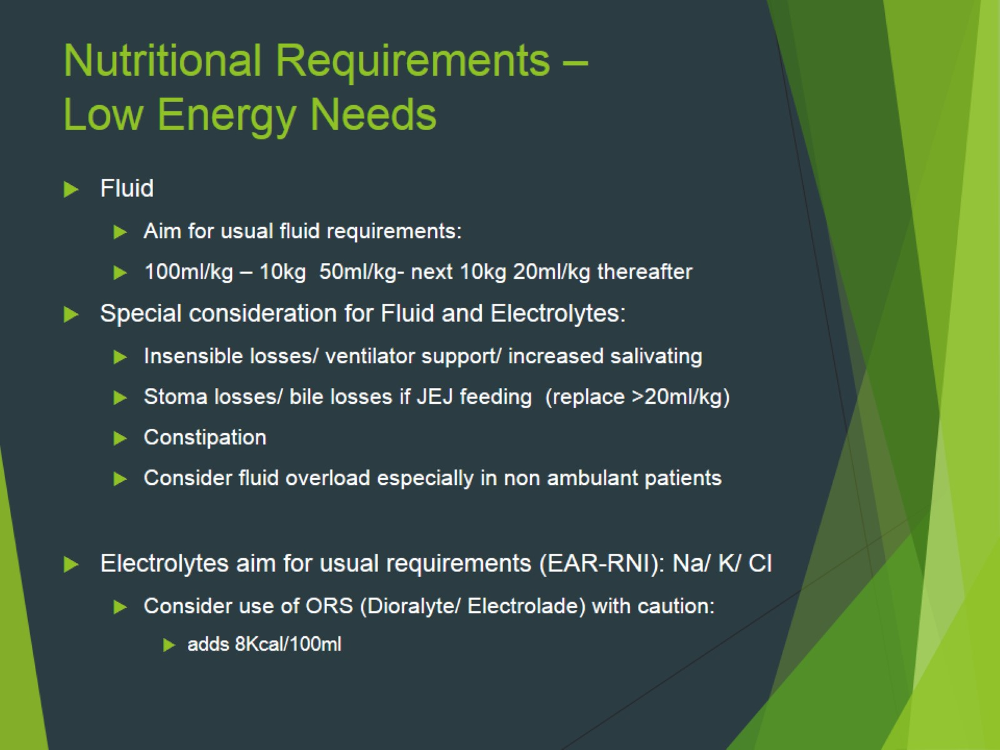 Nutritional Requirements –
Low Energy Needs
Fluid
Aim for usual fluid requirements:
100ml/kg – 10kg  50ml/kg- next 10kg 20ml/kg thereafter
Special consideration for Fluid and Electrolytes:
Insensible losses/ ventilator support/ increased salivating
Stoma losses/ bile losses if JEJ feeding  (replace >20ml/kg)
Constipation
Consider fluid overload especially in non ambulant patients
Electrolytes aim for usual requirements (EAR-RNI): Na/ K/ Cl
Consider use of ORS (Dioralyte/ Electrolade) with caution:
adds 8Kcal/100ml